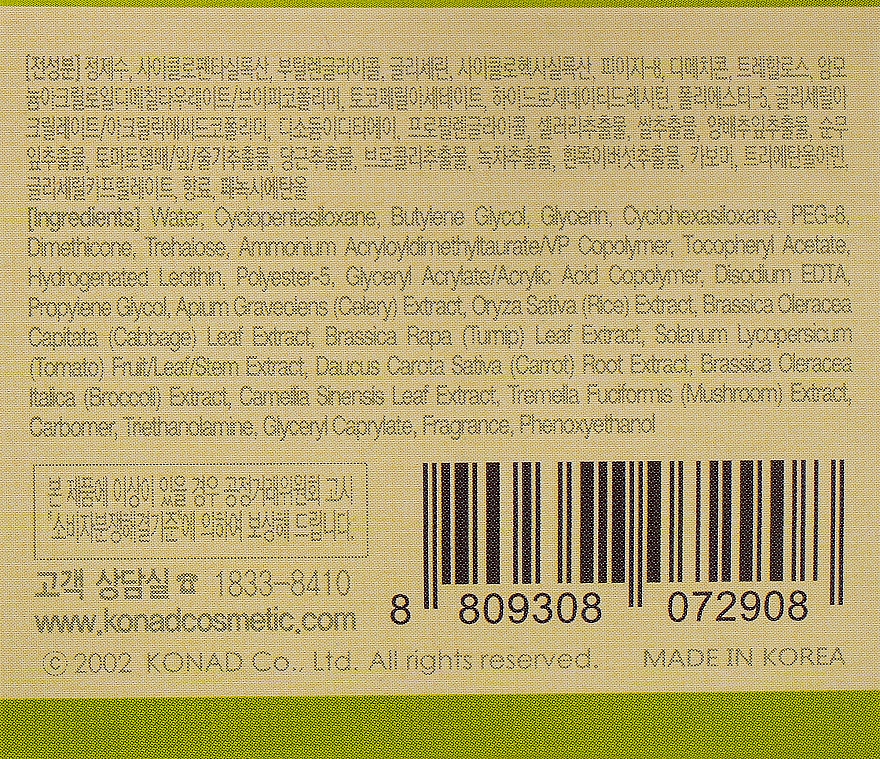 [전성분] 정제수, 사이클로펜타실록산, 부틸렌글라이콜, 글리세린, 사이클로헥사실록산, 피이지-8, 디메치콘, 트레할로스, 암모
늄아크릴로일디메칠타우레이트/브이피코폴리머, 토코페릴아세테이트, 하이드로제네이티드레시틴, 폴리에스터-5, 글리세릴아
크릴레이트/아크릴릭애씨드코폴리머, 디소듐이디티에이, 프로필렌글라이콜, 셀러리추출물, 쌀추출물, 양배추잎추출물, 순무
잎추출물, 토마토열매/잎/줄기추출물, 당근추출물, 브로콜리추출물, 녹차추출물, 흰목이버섯추출물, 카보머, 트리에탄올아민,
글리세릴카프릴레이트, 향료, 페녹시에탄올
[Ingredients] Water, Cyclopentasiloxane, Butylene Glycol, Glycerin, Cyclohexasiloxane, PEG-8,
Dimethicone, Trehalose, Ammonium Acryloyldimethyltaurate/VP Copolymer, Tocopheryl Acetate,
Hydrogenated Lecithin, Polyester-5, Glyceryl Acrylate/Acrylic Acid Copolymer, Disodium EDTA,
Propylene Glycol, Apium Graveolens (Celery) Extract, Oryza Sativa (Rice) Extract, Brassica Oleracea
Capitata (Cabbage) Leaf Extract, Brassica Rapa (Turnip) Leaf Extract, Solanum Lycopersicum
(Tomato) Fruit/Leaf/Stem Extract, Daucus Carota Sativa (Carrot) Root Extract, Brassica Oleracea
Italica (Broccoli) Extract, Camellia Sinensis Leaf Extract, Tremella Fuciformis (Mushroom) Extract,
Carbomer, Triethanolamine, Glyceryl Caprylate, Fragrance, Phenoxyethanol
본 제품에 이상이 있을 경우 공정거래위원회 고시
'소비자분쟁해결기준'에 의하여 보상해 드립니다.
고객 상담실 ☎ 1833-8410
www.konadcosmetic.com
8 809308 072908
ⓒ 2002 KONAD Co., Ltd. All rights reserved. MADE IN KOREA